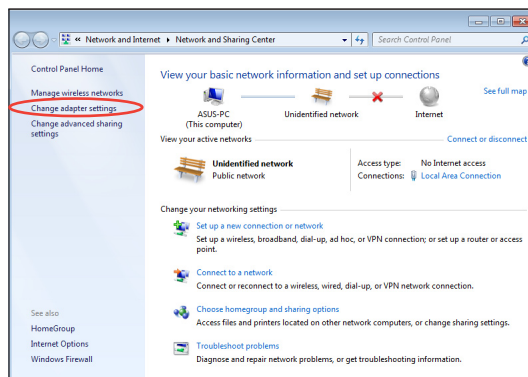 « Network and Internet Network and Sharing Center
Search Control Panel
Control Panel Home
Manage wireless networks
Change adapter settings
Change advanced sharing
settings
View your basic network information and set up connections
See full map
ASUS-PC
(This computer)
Unidentified network
Internet
View your active networks
Connect or disconnect
Unidentified network
Public network
Access type: No Internet access
Connections: Local Area Connection
Change your networking settings
Set up a new connection or network
Set up a wireless, broadband, dial-up, ad hoc, or VPN connection; or set up a router or access
point.
Connect to a network
Connect or reconnect to a wireless, wired, dial-up, or VPN network connection.
Choose homegroup and sharing options
Access files and printers located on other network computers, or change sharing settings.
Troubleshoot problems
Diagnose and repair network problems, or get troubleshooting information.
See also
HomeGroup
Internet Options
Windows Firewall